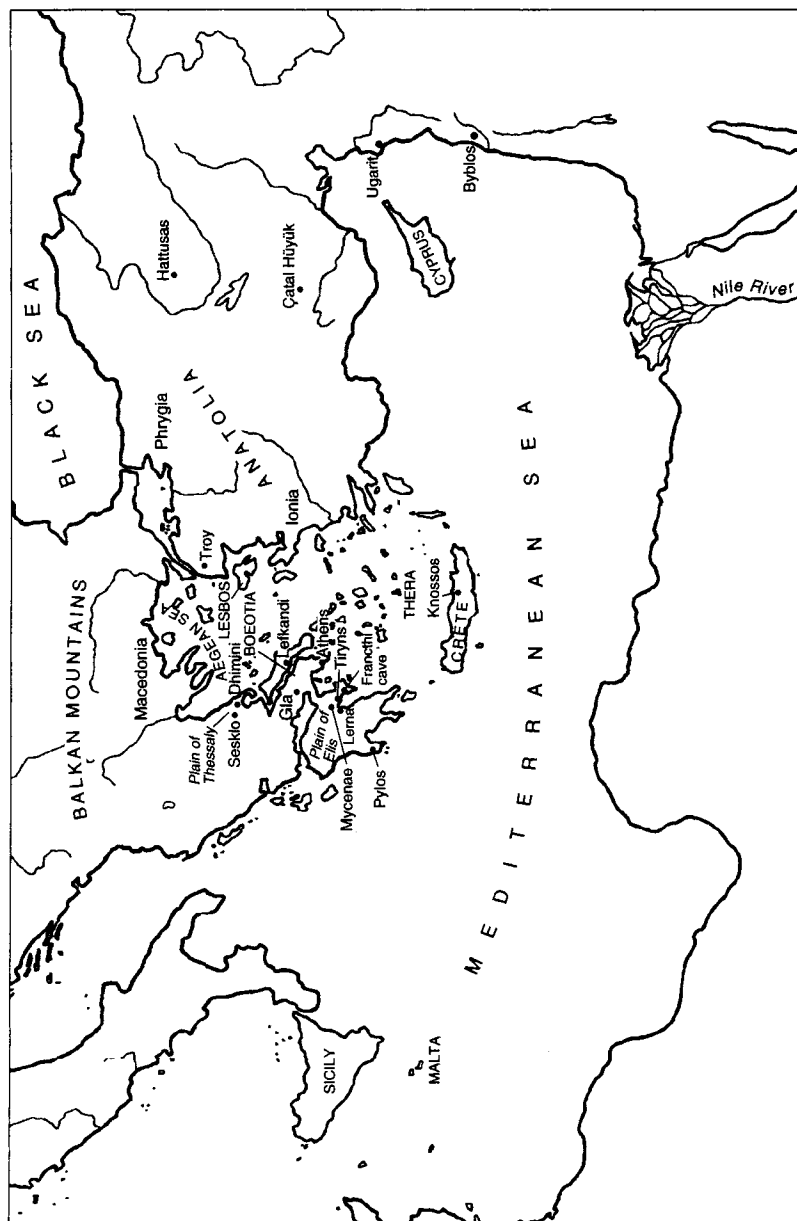 BLACK SEA
BALKAN MOUNTAINS
Macedonia
Phrygia
Hattusas
ANATOLIA
Plain of
Thessaly
Sesklo
Dhimini
AEGEAN SEA
LESBOS
BOEOTIA
Troy
Lefkandi
Ionia
Çatal Hüyük
Gla
Athens
Tiryns
Plain of
Elis
Mycenae
Lerna
Francthi
cave
Pylos
THERA
Knossos
CRETE
CYPRUS
Ugarit
Byblos
SICILY
MALTA
MEDITERRANEAN SEA
Nile River